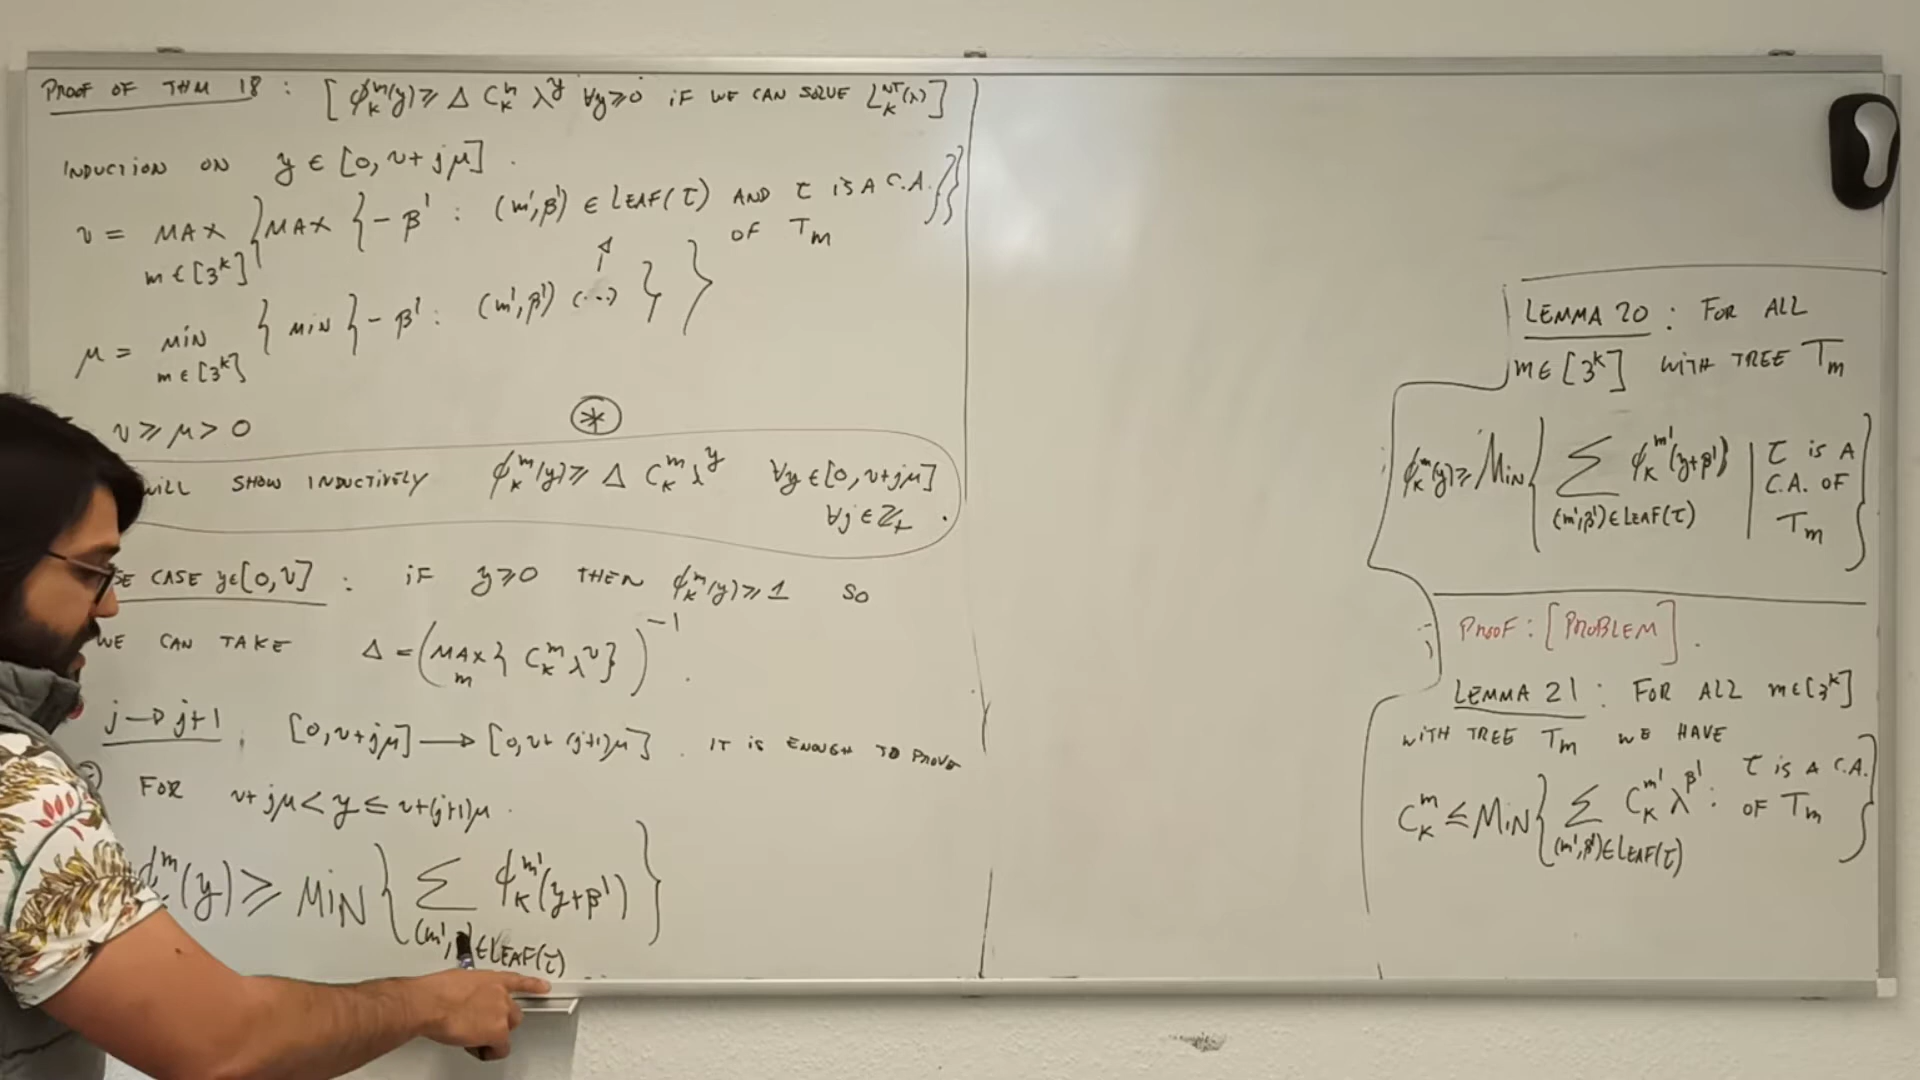 PROOF OF THM 18 : [ ϕ_k^m(y) ≥ Δ C_k^m λ^y ∀y≥0 IF WE CAN SOLVE L_k^{NT}(λ) ]
INDUCTION ON y ∈ [0, ν + jμ] .
ν = MAX_{m ∈ [3^k]} { MAX { -β' : (m',β') ∈ LEAF(τ) AND τ IS A C.A. OF T_m }}
μ = MIN_{m ∈ [3^k]} { MIN { -β' : (m',β') (...) } }
ν ≥ μ > 0
(*)
WILL SHOW INDUCTIVELY ϕ_k^m(y) ≥ Δ C_k^m λ^y ∀y ∈ [0, ν+jμ]
∀j ∈ ℤ_+ .
SE CASE y∈[0,ν] : IF y≥0 THEN ϕ_k^m(y) ≥ 1 SO
WE CAN TAKE Δ = (MAX_m { C_k^m λ^ν })^{-1} .
j → j+1 . [0, ν+jμ] → [0, ν+(j+1)μ] . IT IS ENOUGH TO PROVE
FOR ν+jμ < y ≤ ν+(j+1)μ .
ϕ_k^m(y) ≥ MIN { Σ_{(m', ) ∈ LEAF(τ)} ϕ_k^{m'}(y+β') }
LEMMA 20 : FOR ALL
m ∈ [3^k] WITH TREE T_m
ϕ_k^m(y) ≥ MIN { Σ_{(m',β') ∈ LEAF(τ)} ϕ_k^{m'}(y+β') | τ IS A C.A. OF T_m }
PROOF : [PROBLEM] .
LEMMA 21 : FOR ALL m∈[3^k]
WITH TREE T_m WE HAVE
C_k^m ≤ MIN { Σ_{(m',β') ∈ LEAF(τ)} C_k^{m'} λ^{β'} : τ IS A C.A. OF T_m }